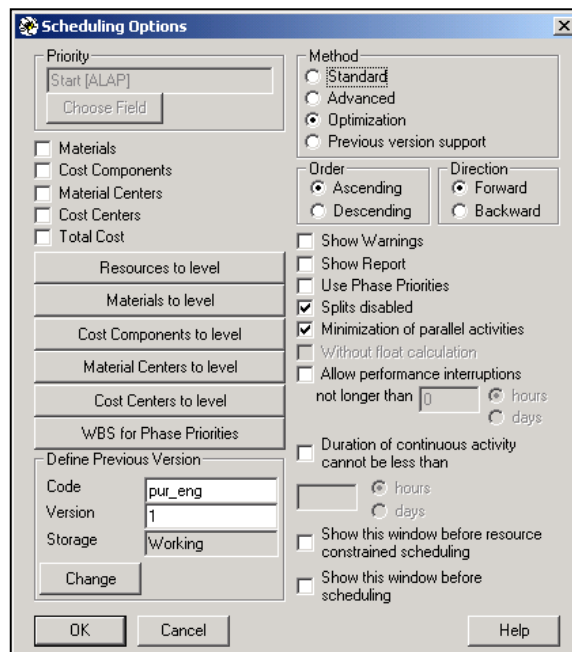 Scheduling Options
Priority
Start [ALAP]
Choose Field
Materials
Cost Components
Material Centers
Cost Centers
Total Cost
Resources to level
Materials to level
Cost Components to level
Material Centers to level
Cost Centers to level
WBS for Phase Priorities
Define Previous Version
Code pur_eng
Version 1
Storage Working
Change
Method
Standard
Advanced
Optimization
Previous version support
Order
Ascending
Descending
Direction
Forward
Backward
Show Warnings
Show Report
Use Phase Priorities
Splits disabled
Minimization of parallel activities
Without float calculation
Allow performance interruptions
not longer than 0 hours
days
Duration of continuous activity
cannot be less than
hours
days
Show this window before resource
constrained scheduling
Show this window before
scheduling
OK Cancel Help